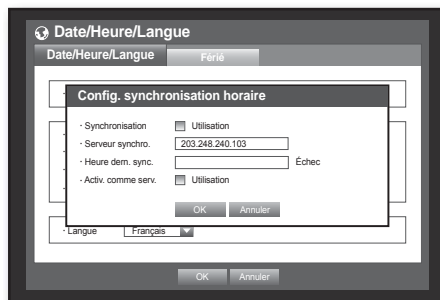 Date/Heure/Langue
Date/Heure/Langue
Férié
Config. synchronisation horaire
· Synchronisation Utilisation
· Serveur synchro. 203.248.240.103
· Heure dern. sync. Échec
· Activ. comme serv. Utilisation
OK Annuler
· Langue Français
OK Annuler